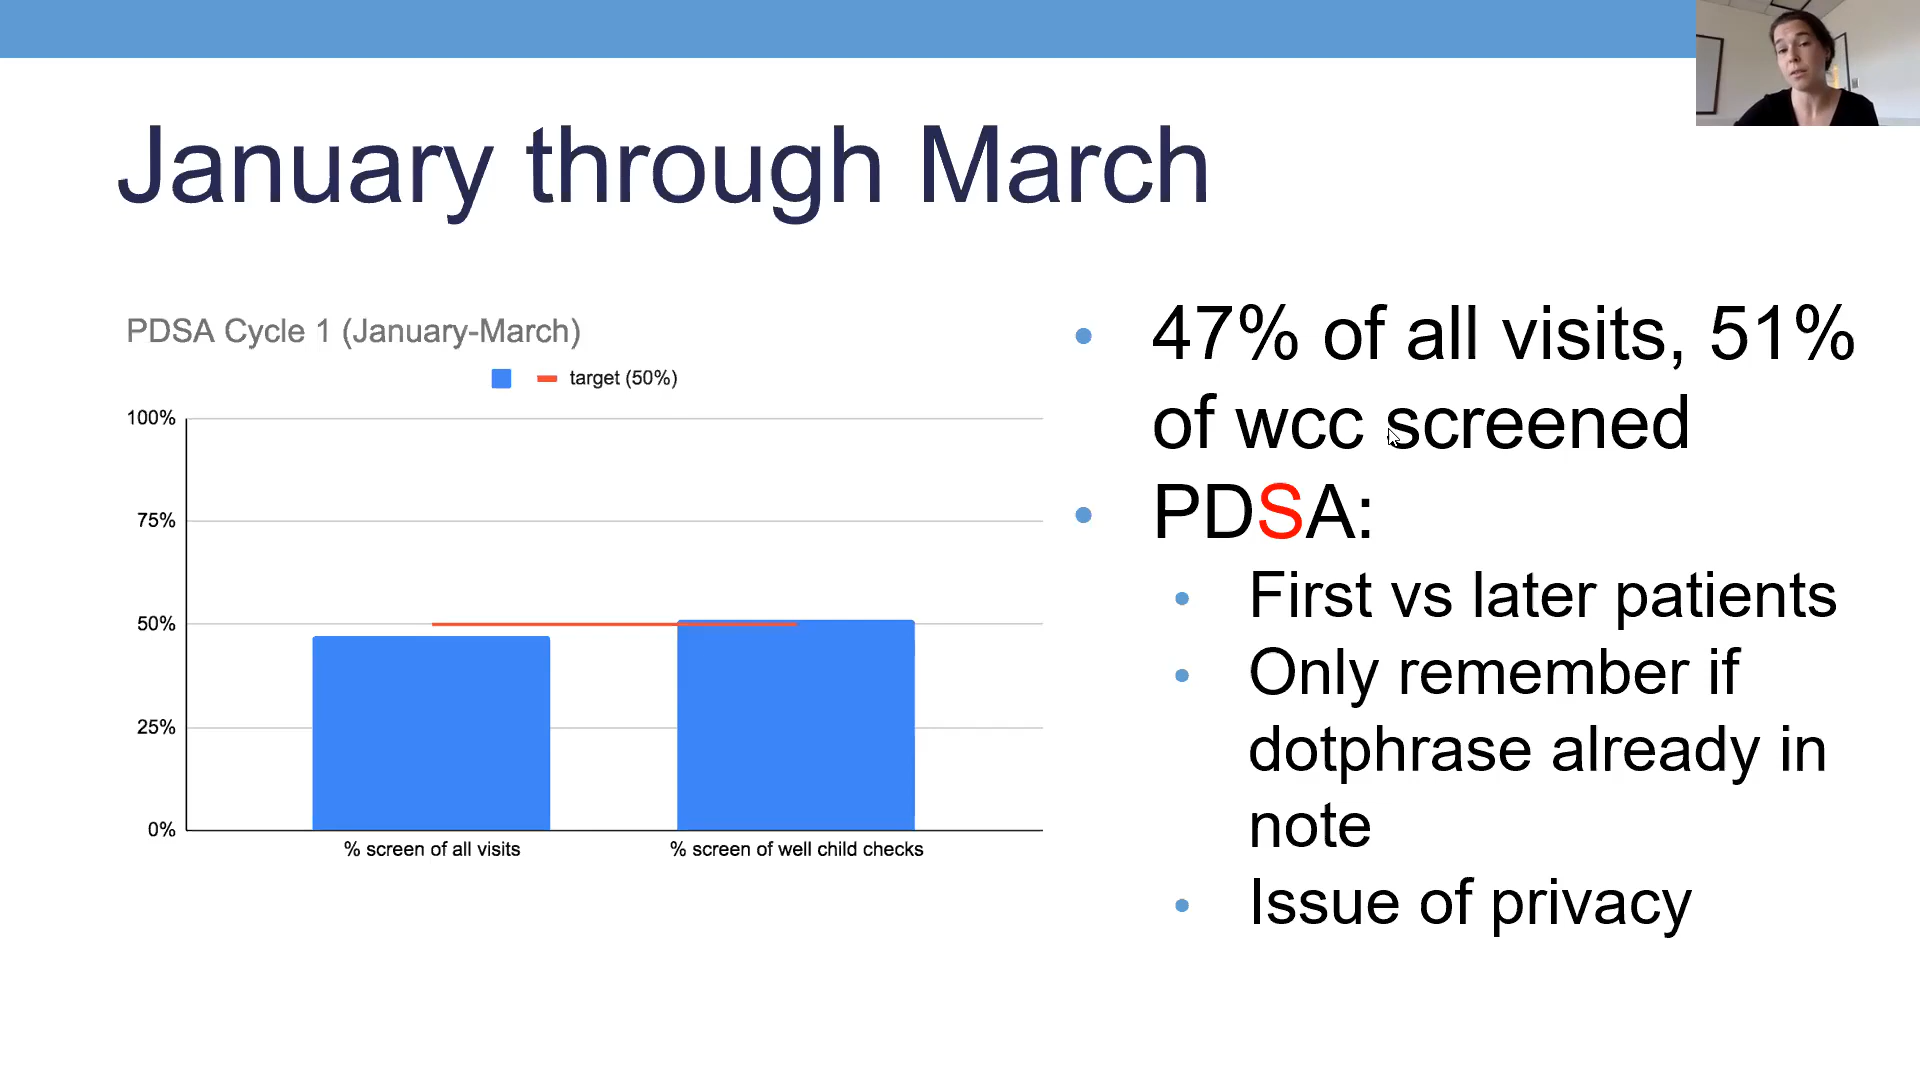 January through March
PDSA Cycle 1 (January-March)
target (50%)
100%
75%
50%
25%
0%
% screen of all visits
% screen of well child checks
47% of all visits, 51%
of wcc screened
PDSA:
First vs later patients
Only remember if
dotphrase already in
note
Issue of privacy